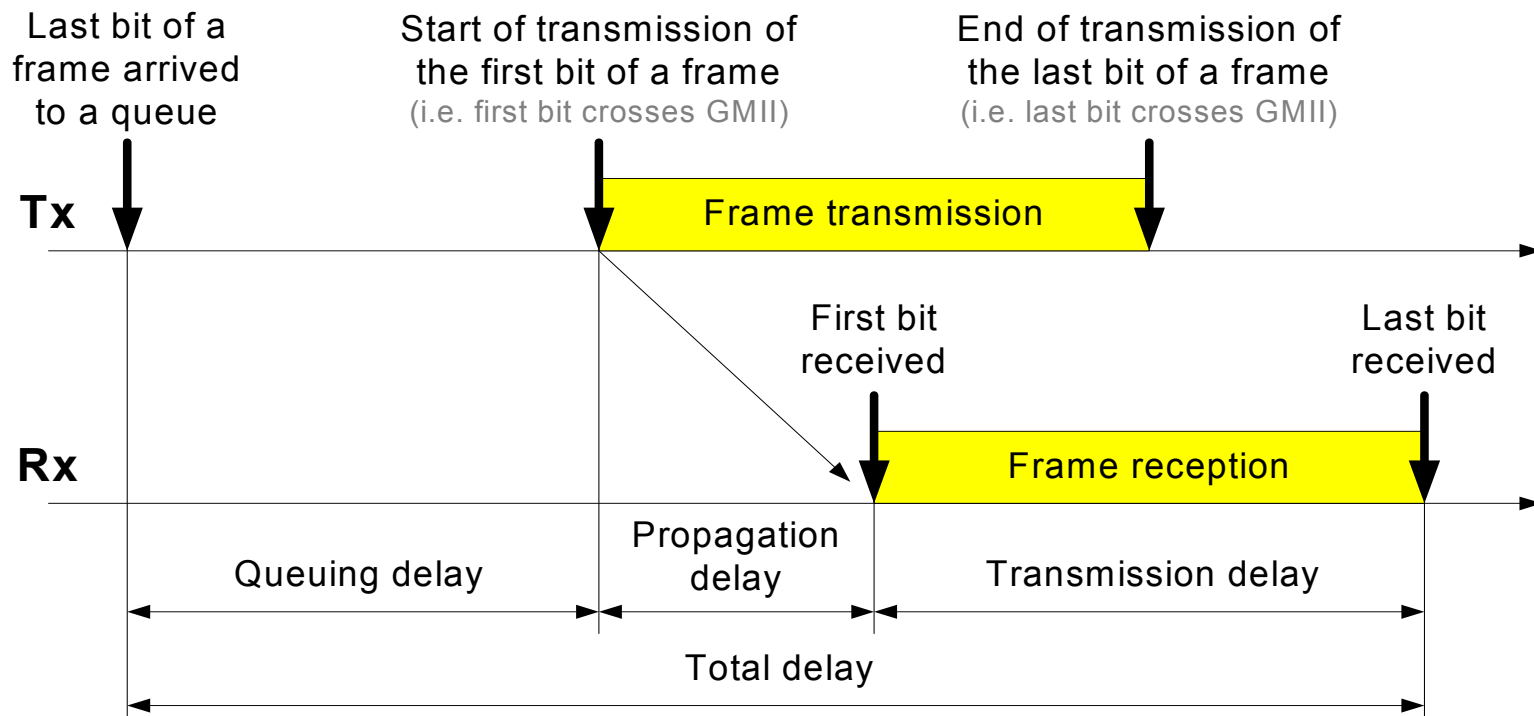 Last bit of a
frame arrived
to a queue
Start of transmission of
the first bit of a frame
(i.e. first bit crosses GMII)
End of transmission of
the last bit of a frame
(i.e. last bit crosses GMII)
Tx
Frame transmission
First bit
received
Last bit
received
Rx
Frame reception
Queuing delay
Propagation
delay
Transmission delay
Total delay